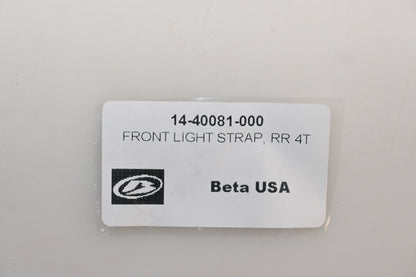 14-40081-000
FRONT LIGHT STRAP, RR 4T
Beta USA